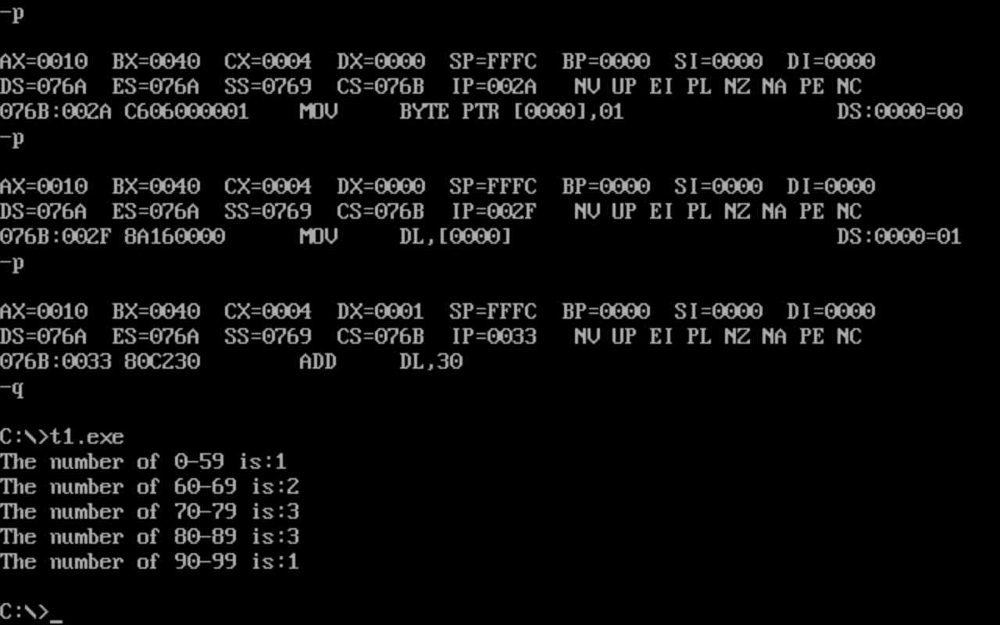 -p
AX=0010  BX=0040  CX=0004  DX=0000  SP=FFFC  BP=0000  SI=0000  DI=0000
DS=076A  ES=076A  SS=0769  CS=076B  IP=002A   NV UP EI PL NZ NA PE NC
076B:002A C606000001    MOV     BYTE PTR [0000],01                 DS:0000=00
-p
AX=0010  BX=0040  CX=0004  DX=0000  SP=FFFC  BP=0000  SI=0000  DI=0000
DS=076A  ES=076A  SS=0769  CS=076B  IP=002F   NV UP EI PL NZ NA PE NC
076B:002F 8A160000      MOV     DL,[0000]                          DS:0000=01
-p
AX=0010  BX=0040  CX=0004  DX=0001  SP=FFFC  BP=0000  SI=0000  DI=0000
DS=076A  ES=076A  SS=0769  CS=076B  IP=0033   NV UP EI PL NZ NA PE NC
076B:0033 80C230        ADD     DL,30
-q
C:\>t1.exe
The number of 0-59 is:1
The number of 60-69 is:2
The number of 70-79 is:3
The number of 80-89 is:3
The number of 90-99 is:1
C:\>_